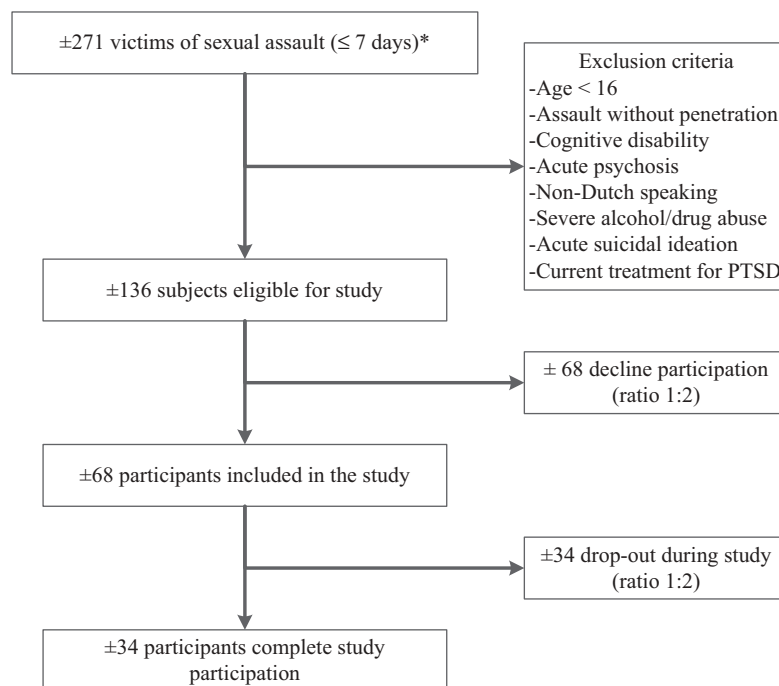 ±271 victims of sexual assault (≤ 7 days)*
Exclusion criteria
-Age < 16
-Assault without penetration
-Cognitive disability
-Acute psychosis
-Non-Dutch speaking
-Severe alcohol/drug abuse
-Acute suicidal ideation
-Current treatment for PTSD
±136 subjects eligible for study
± 68 decline participation
(ratio 1:2)
±68 participants included in the study
±34 drop-out during study
(ratio 1:2)
±34 participants complete study
participation